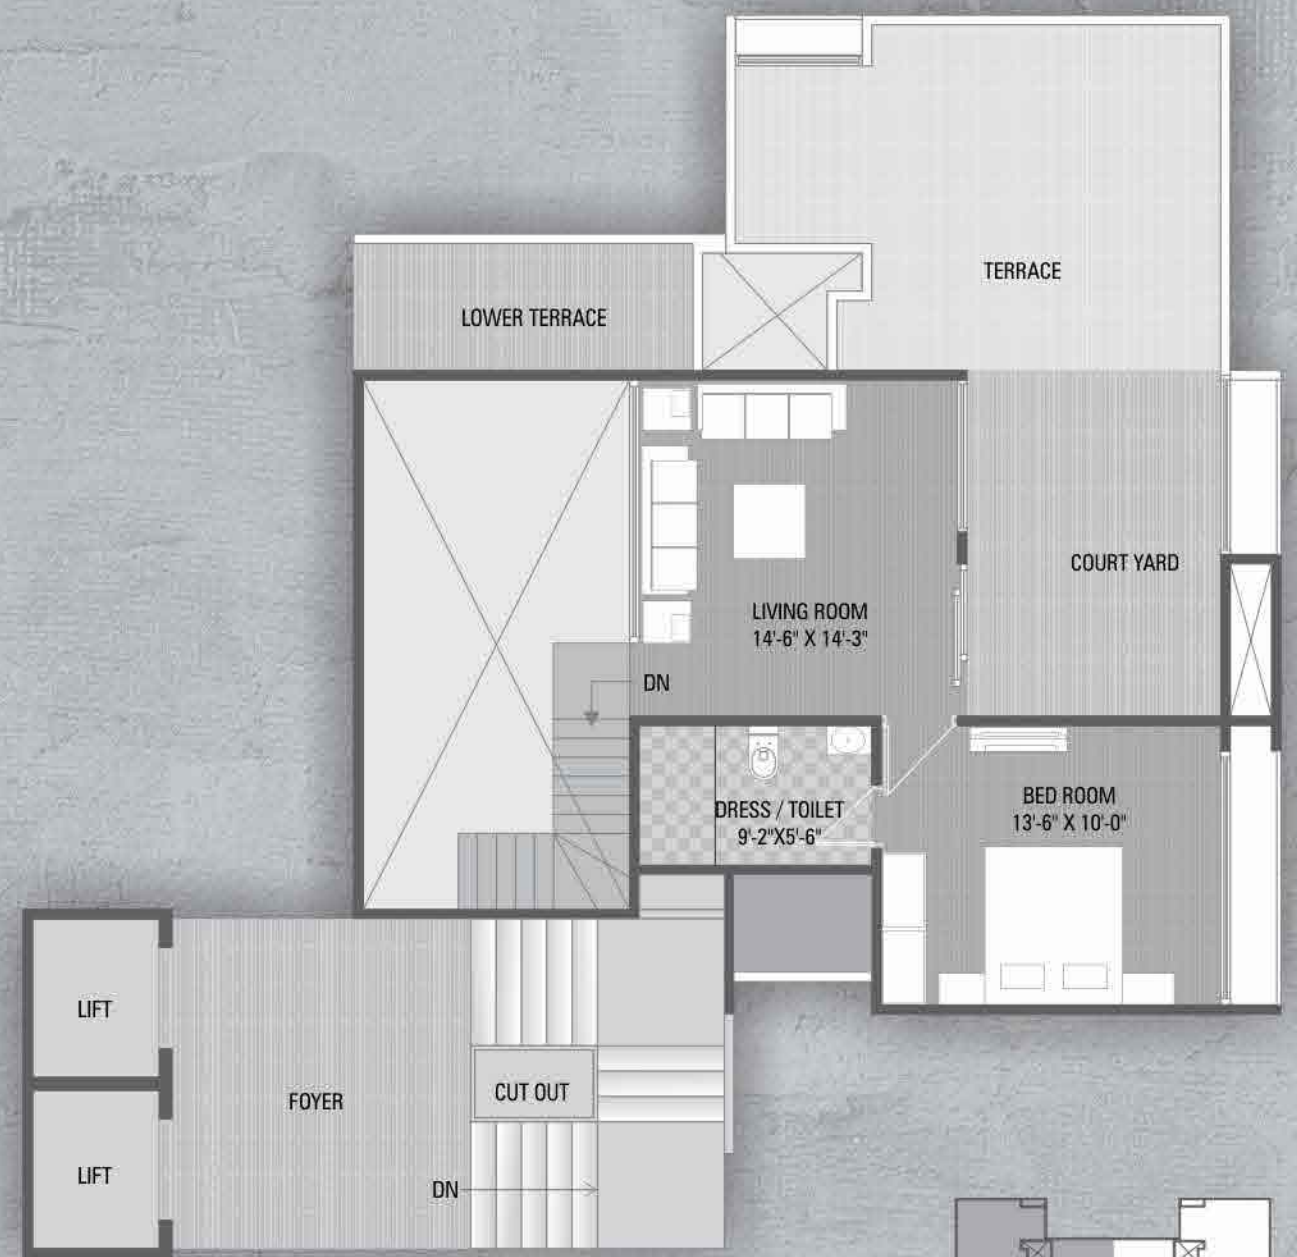 TERRACE
LOWER TERRACE
COURT YARD
LIVING ROOM
14'-6" X 14'-3"
DN
BED ROOM
13'-6" X 10'-0"
DRESS / TOILET
9'-2"X5'-6"
LIFT
CUT OUT
FOYER
LIFT
DN